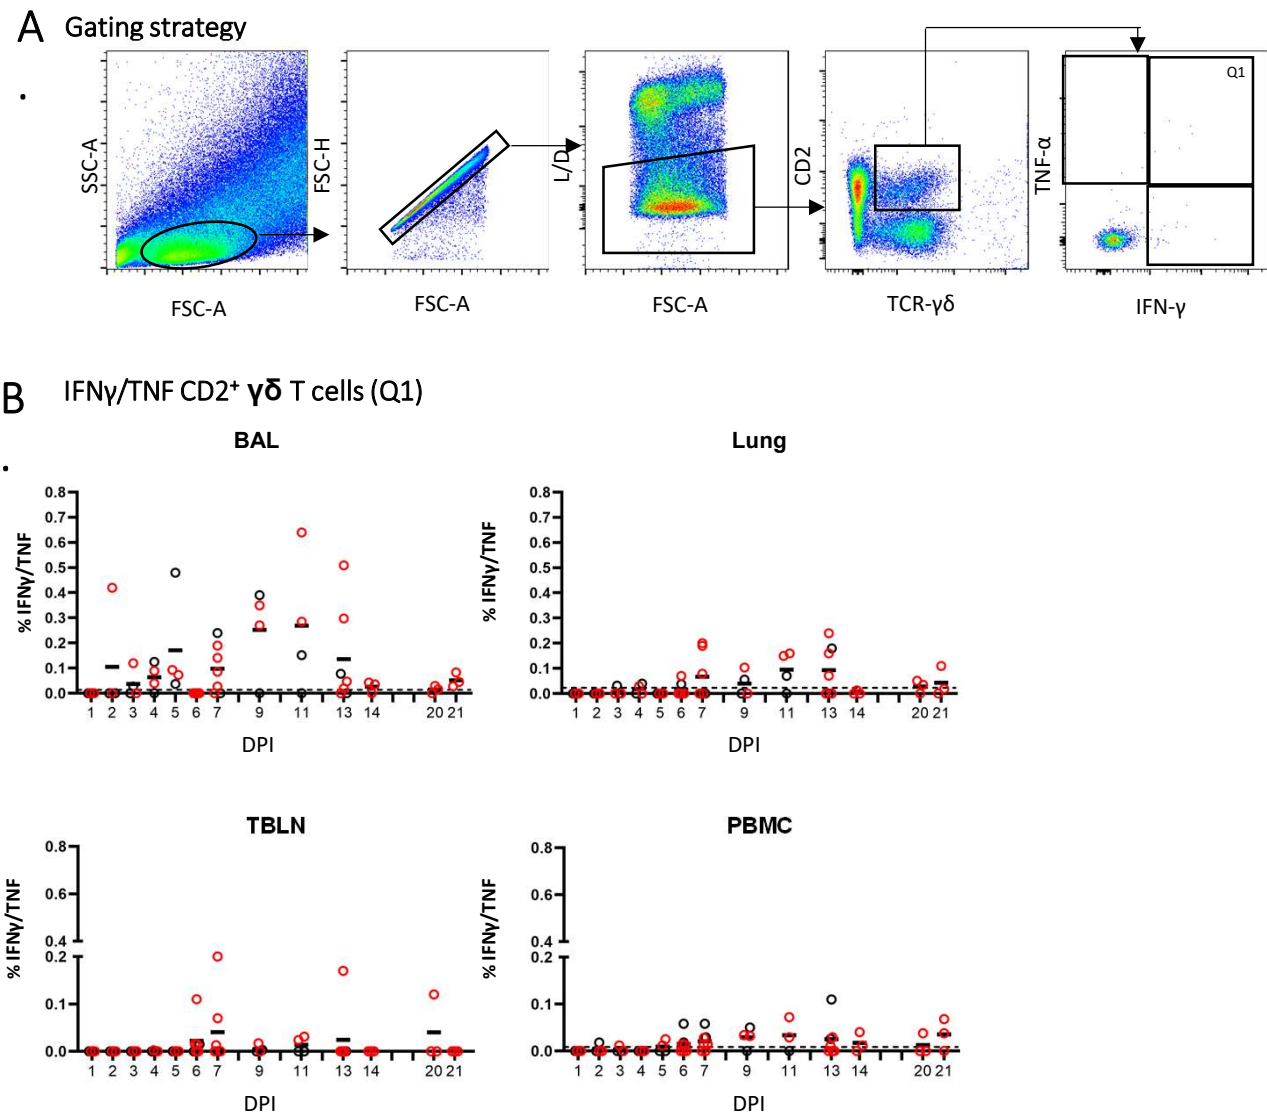 A Gating strategy
.
SSC-A
FSC-A
FSC-H
FSC-A
L/D
FSC-A
CD2
TCR-γδ
Q1
TNF-α
IFN-γ
B IFNγ/TNF CD2⁺ γδ T cells (Q1)
.
BAL
% IFNγ/TNF
0.8
0.7
0.6
0.5
0.4
0.3
0.2
0.1
0.0
1 2 3 4 5 6 7 9 11 13 14 20 21
DPI
Lung
% IFNγ/TNF
0.8
0.7
0.6
0.5
0.4
0.3
0.2
0.1
0.0
1 2 3 4 5 6 7 9 11 13 14 20 21
DPI
TBLN
% IFNγ/TNF
0.8
0.6
0.4
0.2
0.1
0.0
1 2 3 4 5 6 7 9 11 13 14 20 21
DPI
PBMC
% IFNγ/TNF
0.8
0.6
0.4
0.2
0.1
0.0
1 2 3 4 5 6 7 9 11 13 14 20 21
DPI